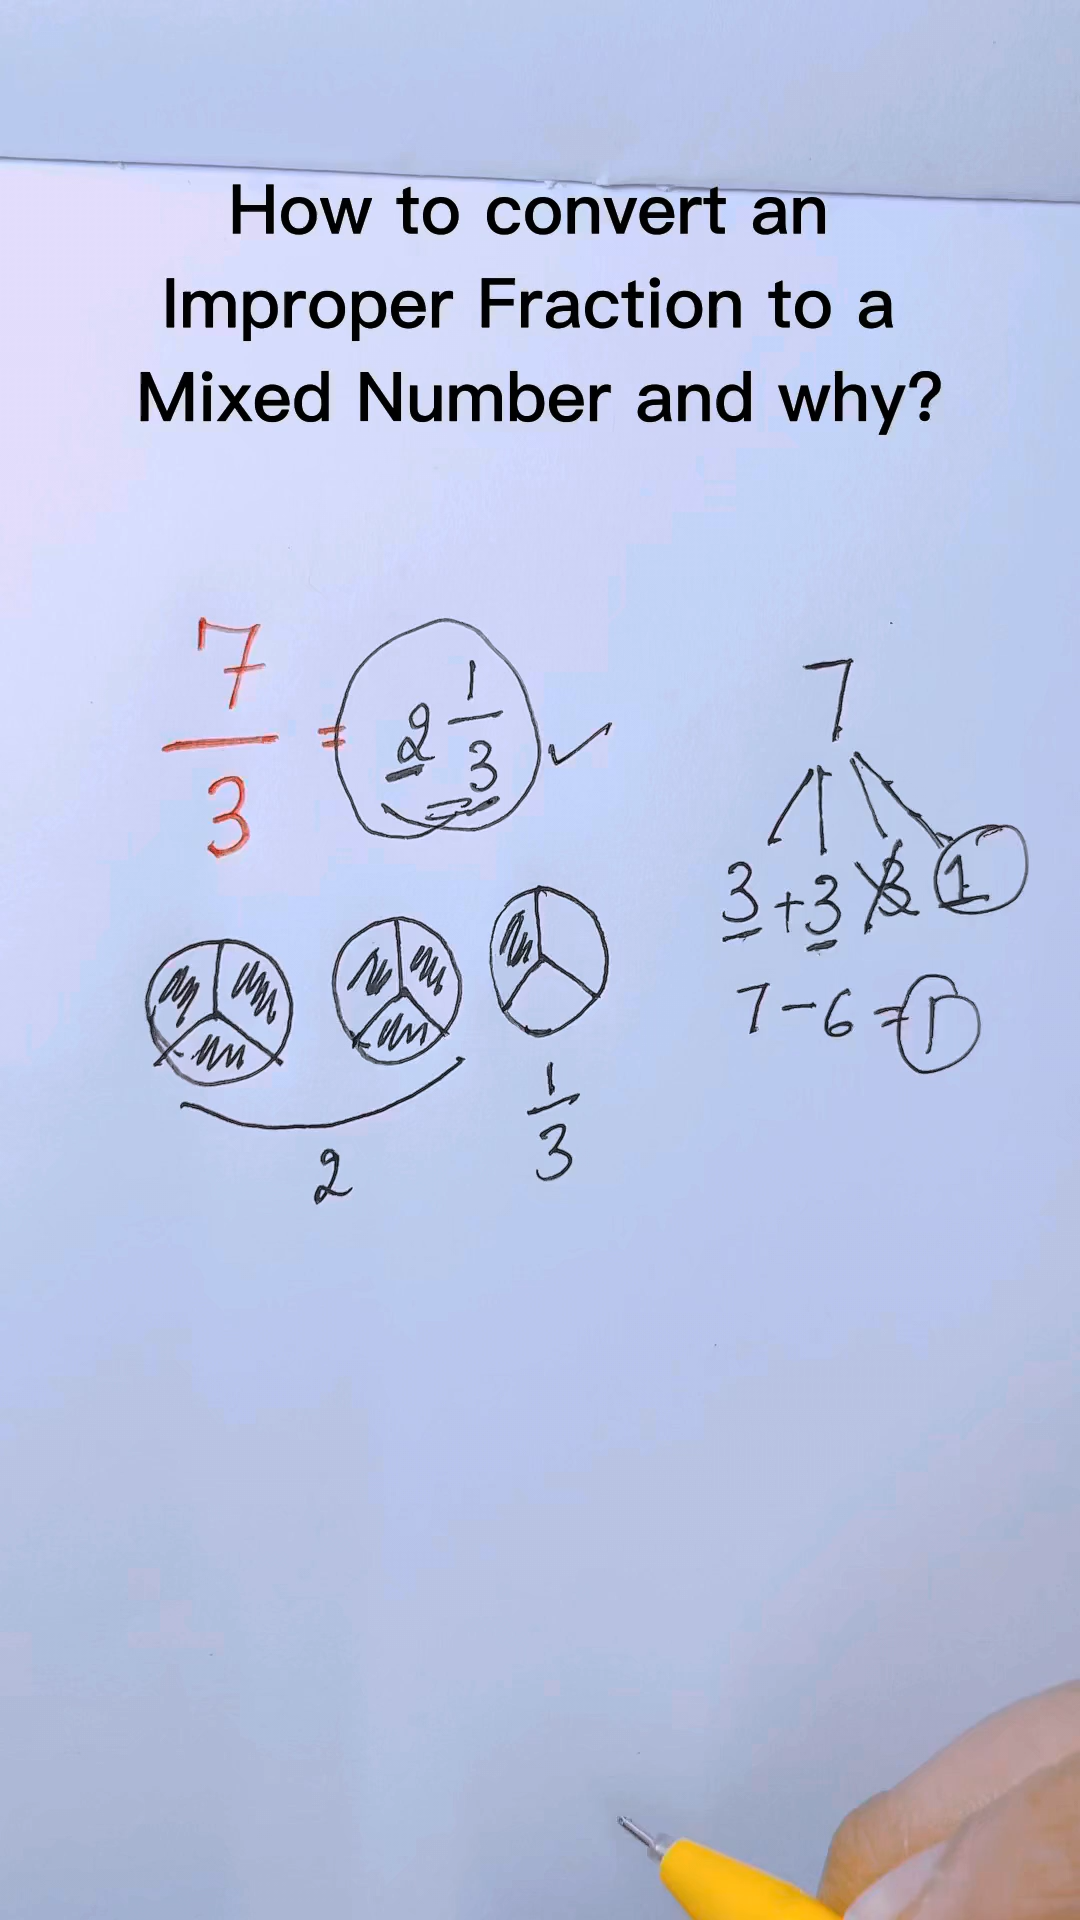 How to convert an
Improper Fraction to a
Mixed Number and why?
7/3 = 2 1/3 ✓
7
3 + 3 3 1
7 - 6 = 1
2
1/3